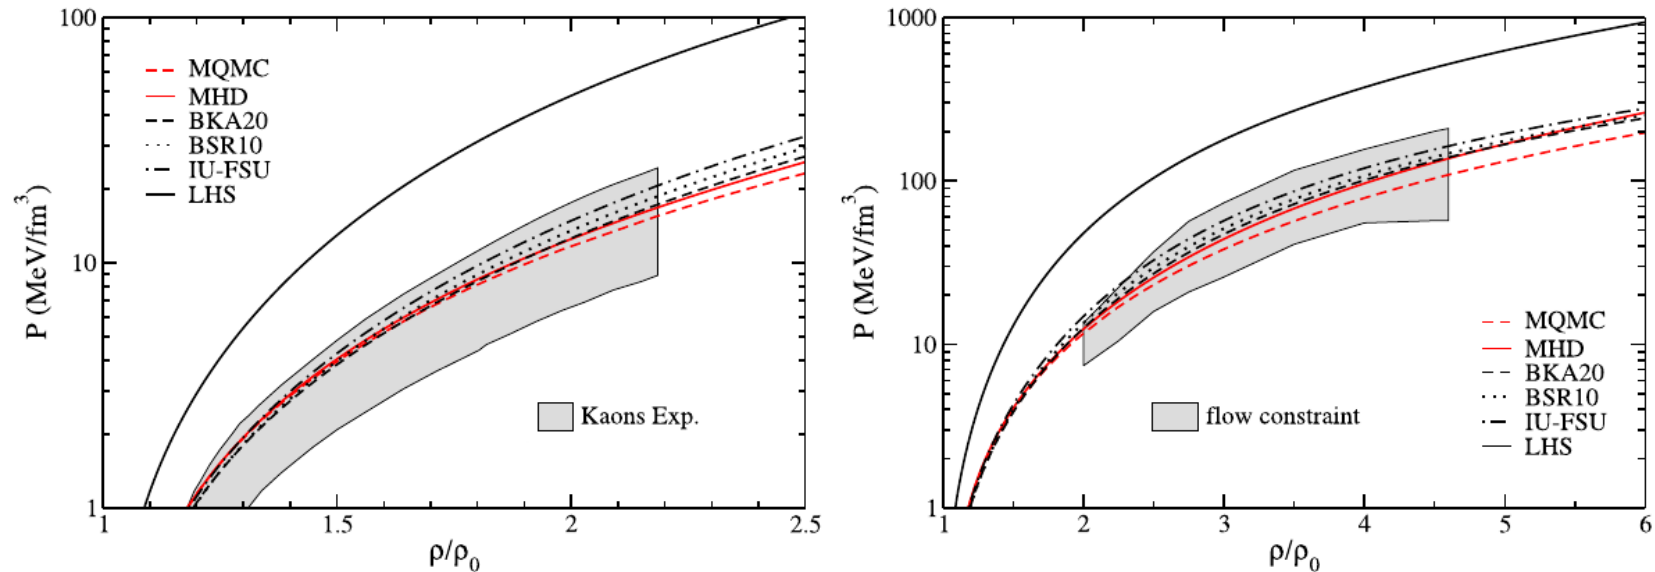 100
10
1
P (MeV/fm³)
MQMC
MHD
BKA20
BSR10
IU-FSU
LHS
Kaons Exp.
1 1.5 2 2.5
ρ/ρ₀
1000
100
10
1
P (MeV/fm³)
MQMC
MHD
BKA20
BSR10
IU-FSU
LHS
flow constraint
1 2 3 4 5 6
ρ/ρ₀